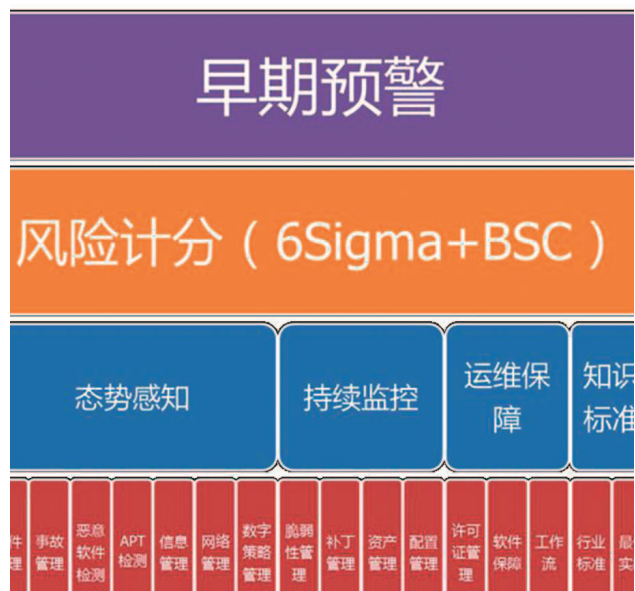 早期预警
风险计分（6Sigma+BSC）
态势感知
持续监控
运维保
障
知识
标准
件
理
事故
管理
恶意
软件
检测
APT
检测
信息
管理
网络
管理
数字
策略
管理
脆弱
性管
理
补丁
管理
资产
管理
配置
管理
许可
证管
理
软件
保障
工作
流
行业
标准
最
实